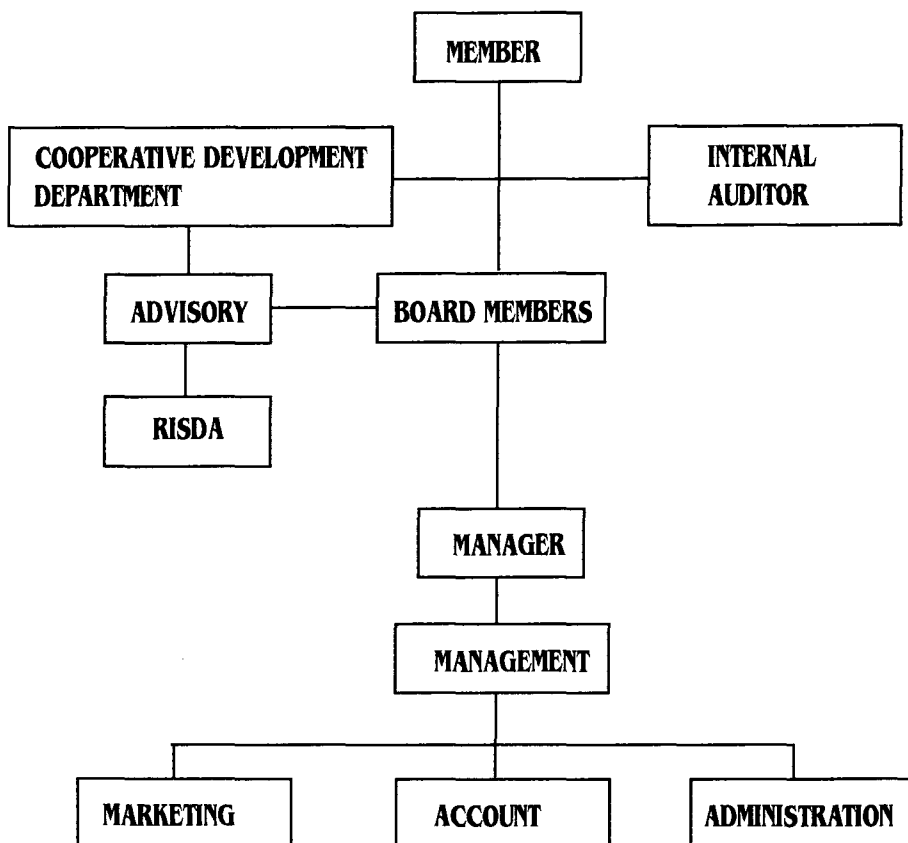 MEMBER
COOPERATIVE DEVELOPMENT
DEPARTMENT
INTERNAL
AUDITOR
ADVISORY
BOARD MEMBERS
RISDA
MANAGER
MANAGEMENT
MARKETING
ACCOUNT
ADMINISTRATION